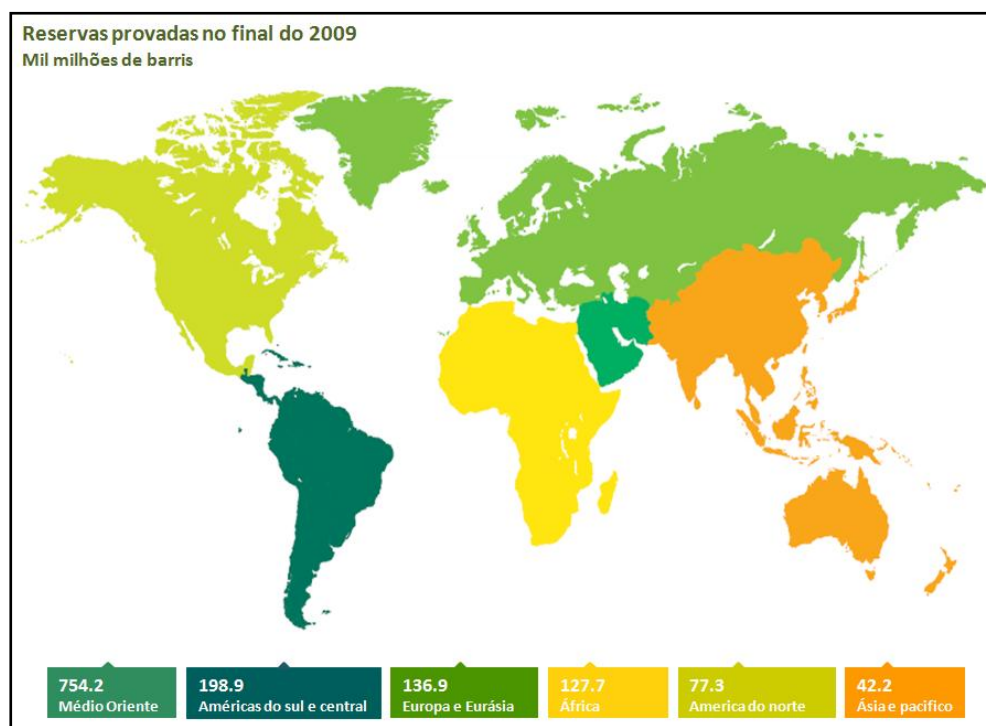 Reservas provadas no final do 2009
Mil milhões de barris
754.2
Médio Oriente
198.9
Américas do sul e central
136.9
Europa e Eurásia
127.7
África
77.3
America do norte
42.2
Ásia e pacifico